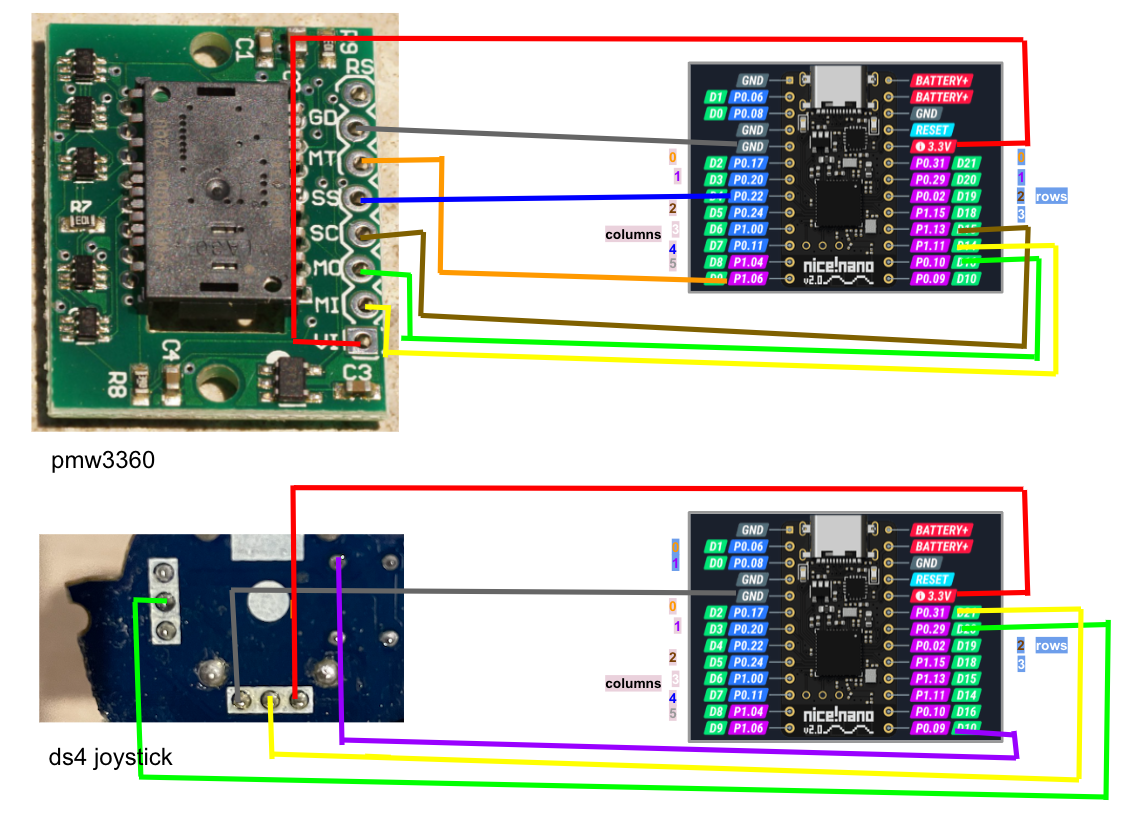 C1
R9
RS
GD
MT
SS
SC
MO
MI
VI
R7
C4
R8
C3
pmw3360
GND
D1 P0.06
D0 P0.08
GND
GND
D2 P0.17
D3 P0.20
P0.22
D5 P0.24
D6 P1.00
D7 P0.11
D8 P1.04
D9 P1.06
BATTERY+
BATTERY+
GND
RESET
3.3V
P0.31 D21
P0.29 D20
P0.02 D19
P1.15 D18
P1.13 D15
P1.11 D14
P0.10 D16
P0.09 D10
nice!nano
v2.0
0
1
2
columns 3
4
5
0
1
2 rows
3
ds4 joystick
GND
D1 P0.06
D0 P0.08
GND
GND
D2 P0.17
D3 P0.20
D4 P0.22
D5 P0.24
D6 P1.00
D7 P0.11
D8 P1.04
D9 P1.06
BATTERY+
BATTERY+
GND
RESET
3.3V
P0.31 D21
P0.29 D20
P0.02 D19
P1.15 D18
P1.13 D15
P1.11 D14
P0.10 D16
P0.09 D10
nice!nano
v2.0
0
1
0
1
2
columns 3
4
5
2 rows
3